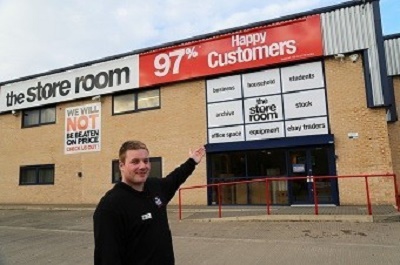 the store room
97%
Happy
Customers
WE WILL
NOT
BE BEATEN
ON PRICE
business
household
students
archive
the
store
room
stock
office space
equipment
ebay traders